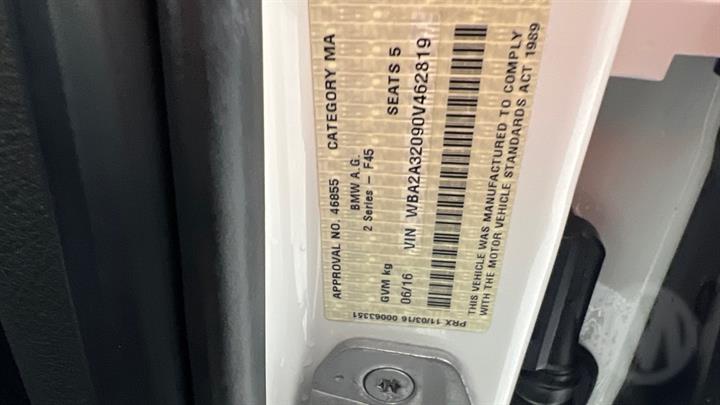 APPROVAL NO. 46855 CATEGORY MA
BMW A.G.
2 Series - F45
GVM kg SEATS 5
06/16 VIN WBA2A32090V462819
THIS VEHICLE WAS MANUFACTURED TO COMPLY
WITH THE MOTOR VEHICLE STANDARDS ACT 1989
PRX 11/03/16 00063351